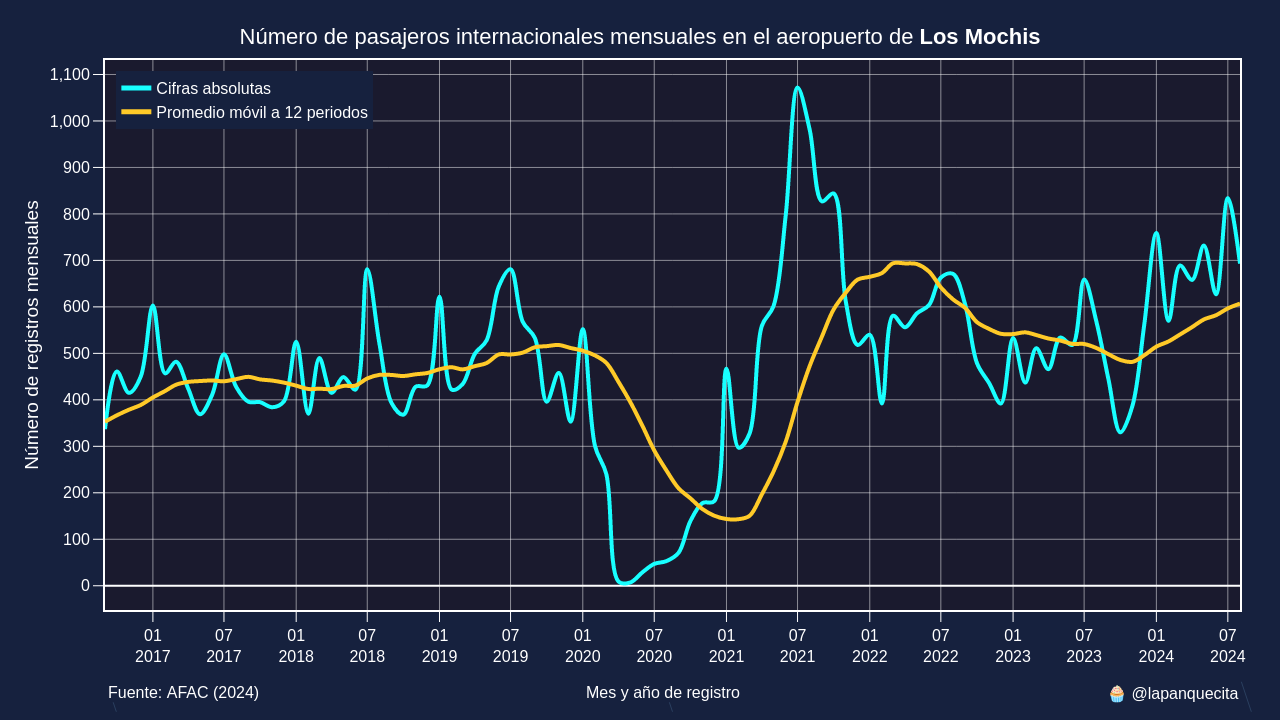 Número de pasajeros internacionales mensuales en el aeropuerto de Los Mochis
Cifras absolutas
Promedio móvil a 12 periodos
Número de registros mensuales
1,100
1,000
900
800
700
600
500
400
300
200
100
0
01 07 01 07 01 07 01 07 01 07 01 07 01 07 01 07
2017 2017 2018 2018 2019 2019 2020 2020 2021 2021 2022 2022 2023 2023 2024 2024
Fuente: AFAC (2024)
Mes y año de registro
🧁 @lapanquecita